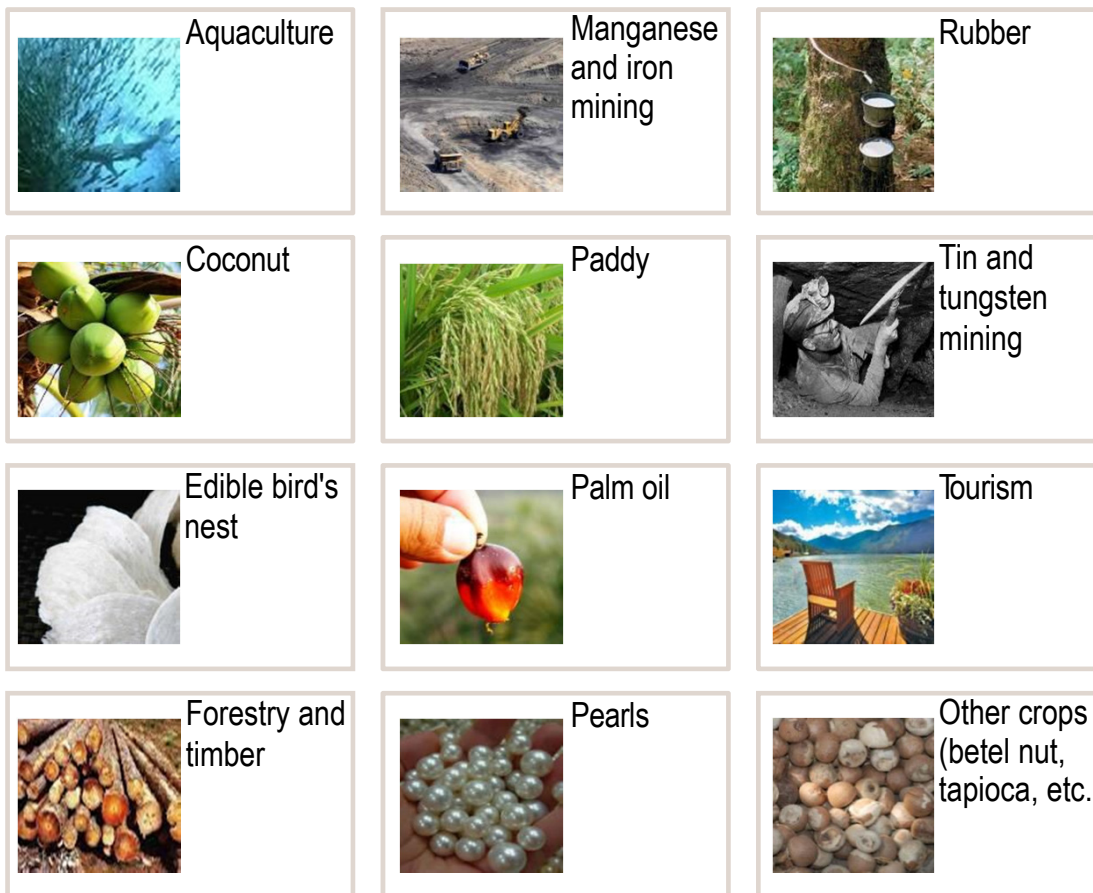 Aquaculture
Manganese
and iron
mining
Rubber
Coconut
Paddy
Tin and
tungsten
mining
Edible bird's
nest
Palm oil
Tourism
Forestry and
timber
Pearls
Other crops
(betel nut,
tapioca, etc.